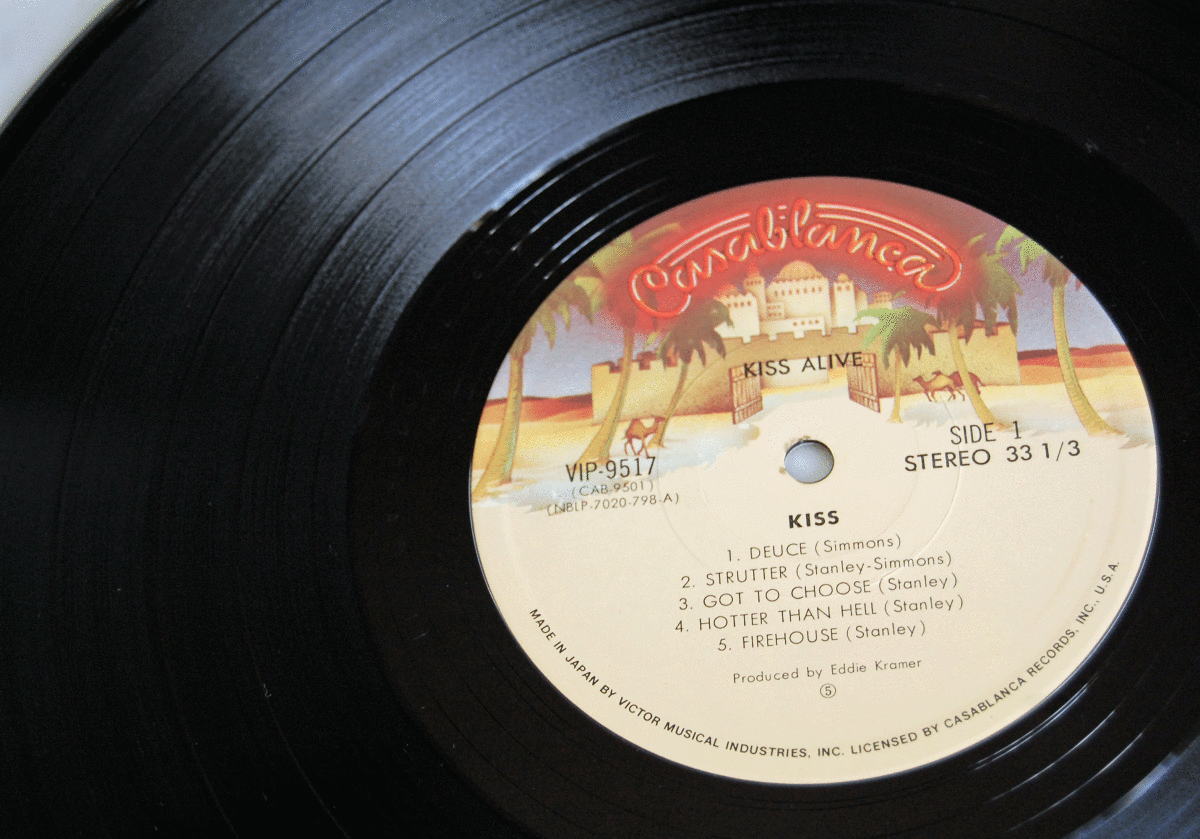 Casablanca
KISS ALIVE
VIP-9517
(CAB-9501)
(NBLP-7020-798-A)
SIDE 1
STEREO 33 1/3
KISS
1. DEUCE (Simmons)
2. STRUTTER (Stanley-Simmons)
3. GOT TO CHOOSE (Stanley)
4. HOTTER THAN HELL (Stanley)
5. FIREHOUSE (Stanley)
Produced by Eddie Kramer
⑤
MADE IN JAPAN BY VICTOR MUSICAL INDUSTRIES, INC. LICENSED BY CASABLANCA RECORDS, INC., U.S.A.